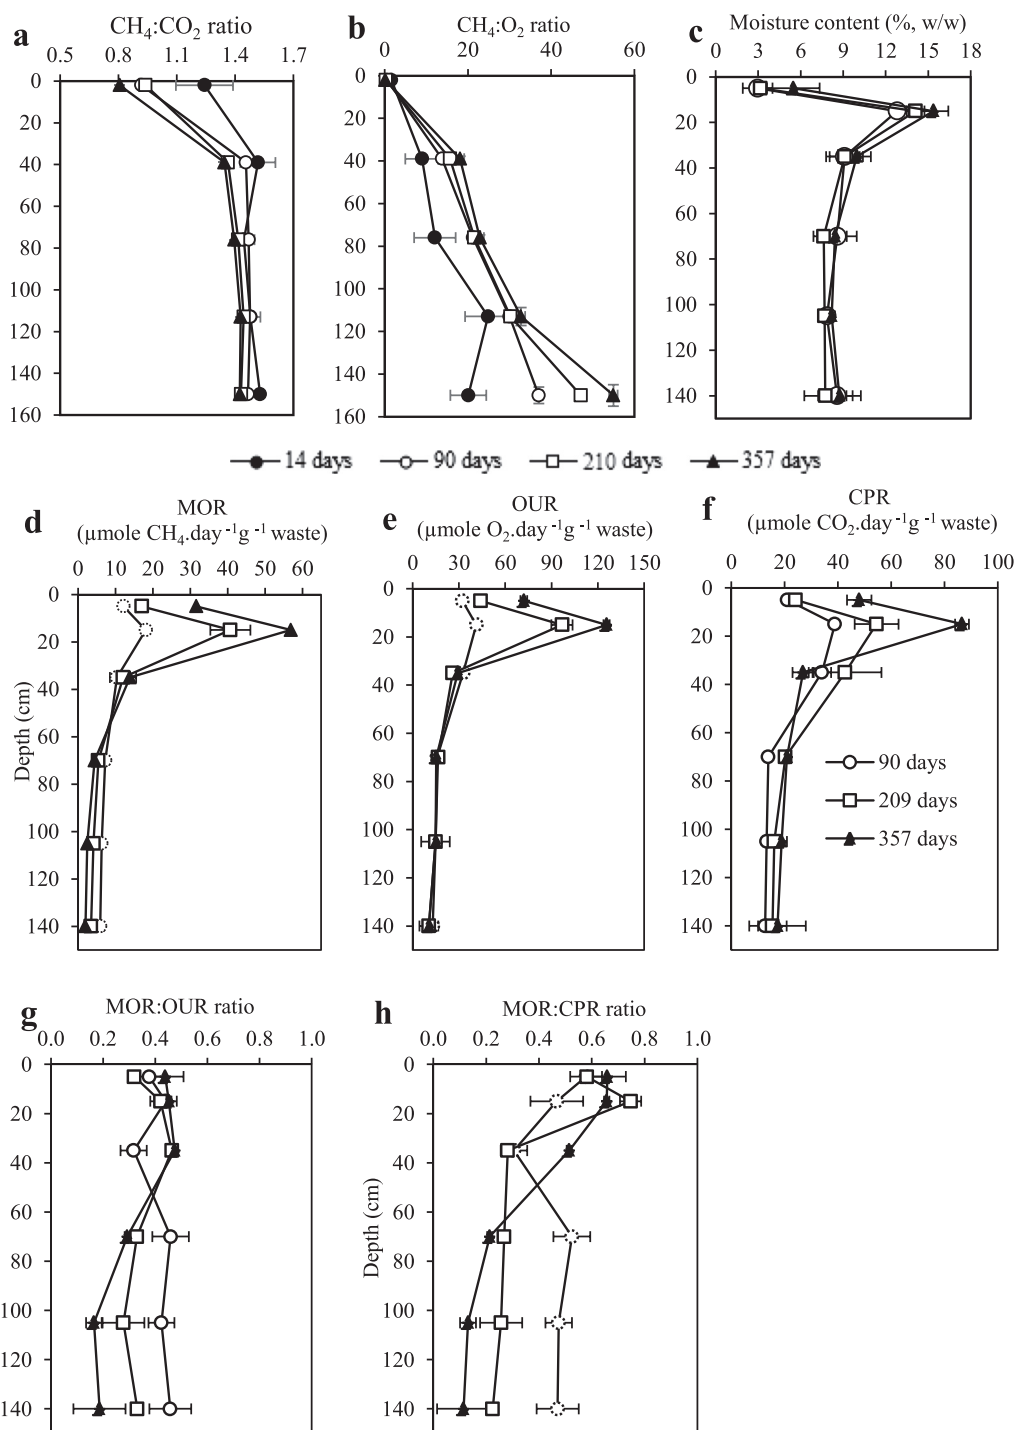 a
CH₄:CO₂ ratio
0.5 0.8 1.1 1.4 1.7
0
20
40
60
80
100
120
140
160
b
CH₄:O₂ ratio
0 20 40 60
0
20
40
60
80
100
120
140
160
c
Moisture content (%, w/w)
0 3 6 9 12 15 18
0
20
40
60
80
100
120
140
14 days 90 days 210 days 357 days
d
MOR
(µmole CH₄.day⁻¹g⁻¹ waste)
0 10 20 30 40 50 60
0
20
40
60
80
100
120
140
Depth (cm)
e
OUR
(µmole O₂.day⁻¹g⁻¹ waste)
0 30 60 90 120 150
0
20
40
60
80
100
120
140
f
CPR
(µmole CO₂.day⁻¹g⁻¹ waste)
0 20 40 60 80 100
0
20
40
60
80
100
120
140
90 days
209 days
357 days
g
MOR:OUR ratio
0.0 0.2 0.4 0.6 0.8 1.0
0
20
40
60
80
100
120
140
h
MOR:CPR ratio
0.0 0.2 0.4 0.6 0.8 1.0
0
20
40
60
80
100
120
140
Depth (cm)